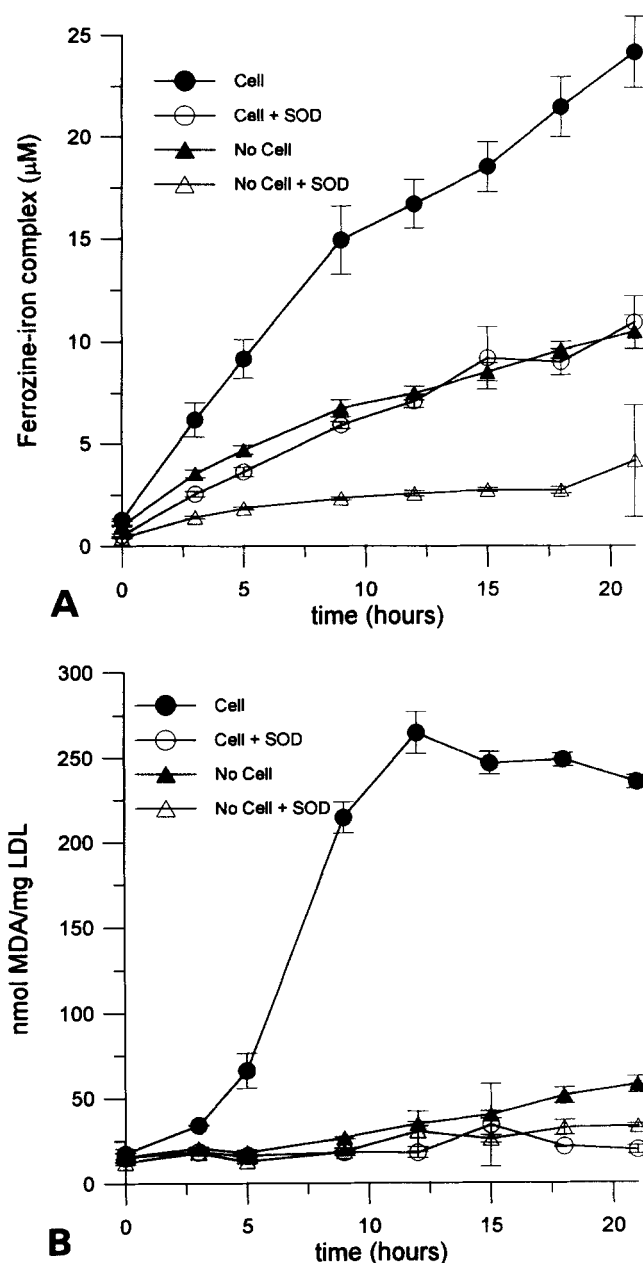 25
20
15
10
5
0
Ferrozine-iron complex (μM)
Cell
Cell + SOD
No Cell
No Cell + SOD
0 5 10 15 20
time (hours)
A
300
250
200
150
100
50
0
nmol MDA/mg LDL
Cell
Cell + SOD
No Cell
No Cell + SOD
0 5 10 15 20
time (hours)
B